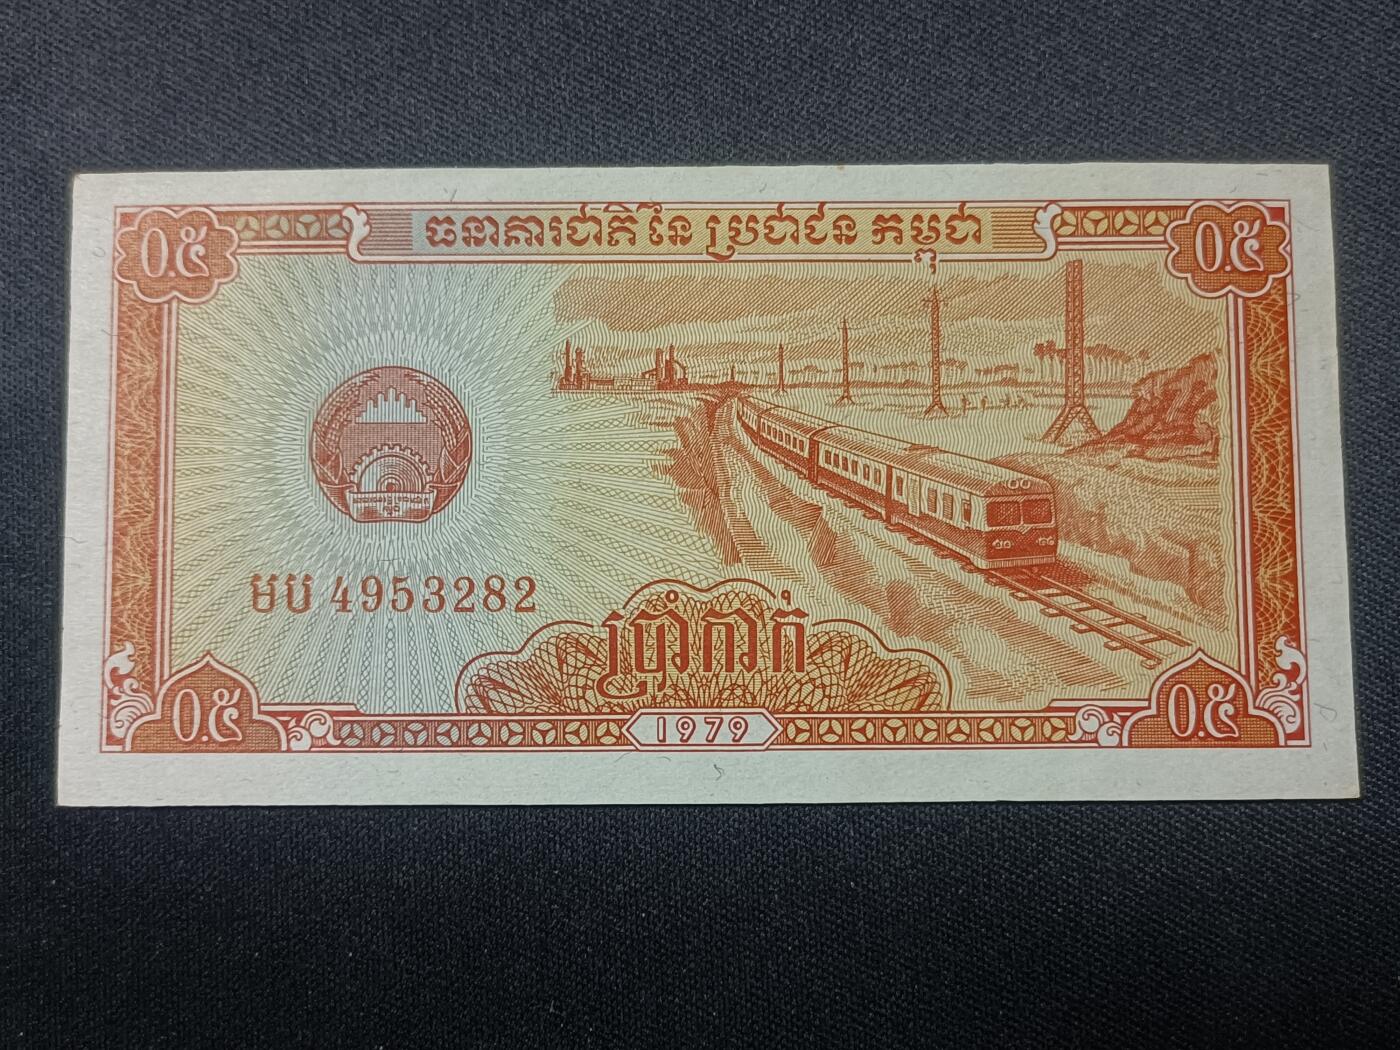 ធនាគារជាតិ នៃ ប្រជាជន កម្ពុជា
០.៥
០.៥
មប 4953282
ប្រាំកាក់
០.៥
1979
០.៥